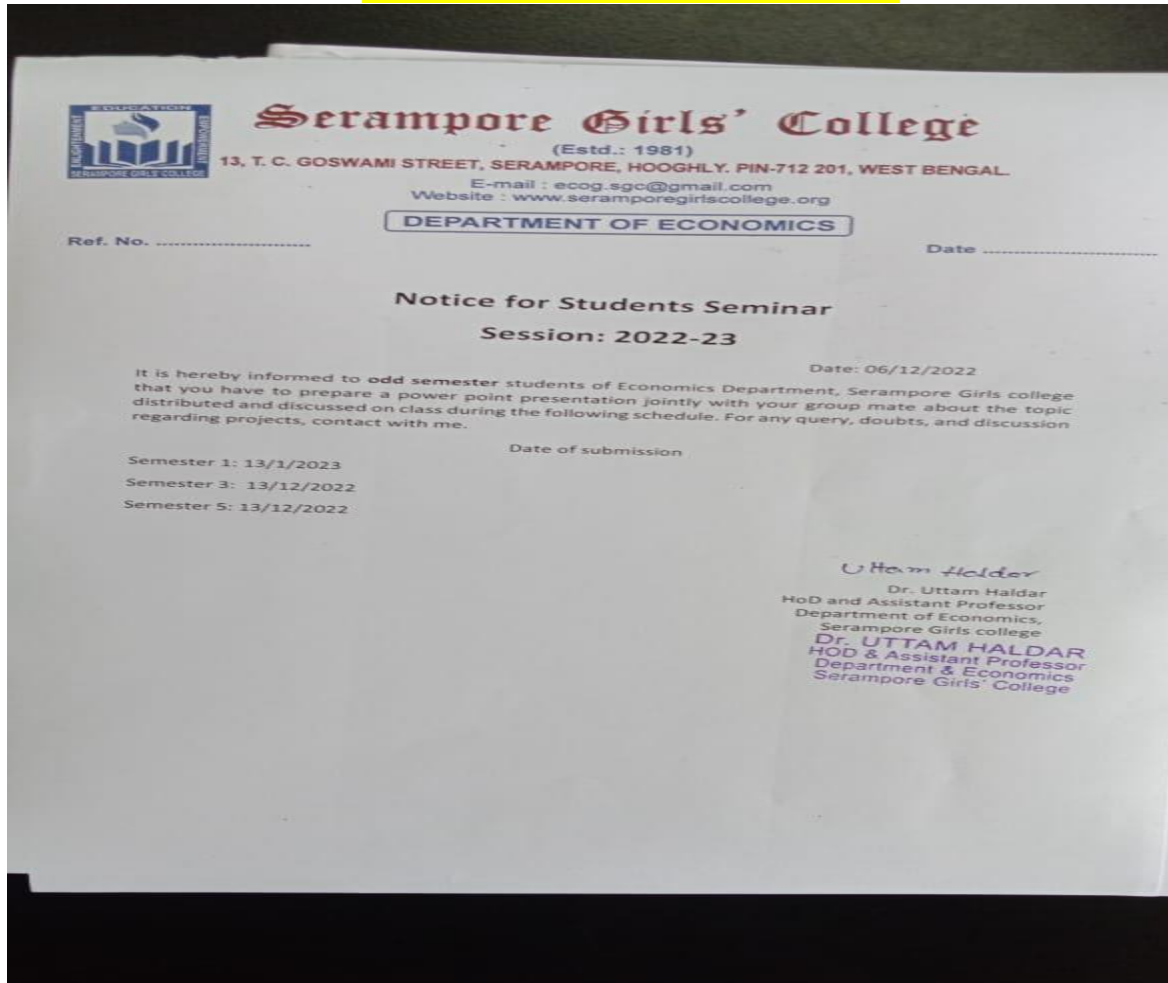 EDUCATION
ENLIGHTENMENT
EMPOWERMENT
SERAMPORE GIRLS' COLLEGE
Serampore Girls' College
(Estd.: 1981)
13, T. C. GOSWAMI STREET, SERAMPORE, HOOGHLY. PIN-712 201, WEST BENGAL.
E-mail : ecog.sgc@gmail.com
Website : www.seramporegirlscollege.org
DEPARTMENT OF ECONOMICS
Ref. No. .............................
Date .............................
Notice for Students Seminar
Session: 2022-23
Date: 06/12/2022
It is hereby informed to odd semester students of Economics Department, Serampore Girls college
that you have to prepare a power point presentation jointly with your group mate about the topic
distributed and discussed on class during the following schedule. For any query, doubts, and discussion
regarding projects, contact with me.
Date of submission
Semester 1: 13/1/2023
Semester 3: 13/12/2022
Semester 5: 13/12/2022
Uttam Haldar
Dr. Uttam Haldar
HoD and Assistant Professor
Department of Economics,
Serampore Girls college
Dr. UTTAM HALDAR
HOD & Assistant Professor
Department & Economics
Serampore Girls' College